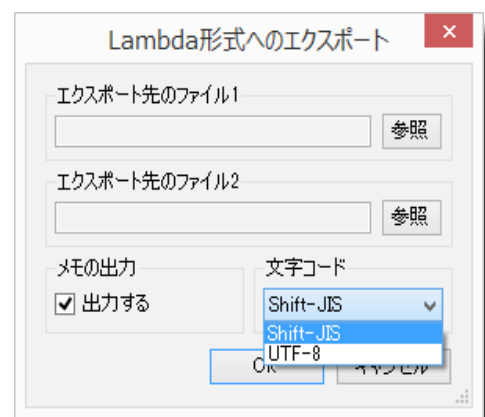 Lambda形式へのエクスポート
エクスポート先のファイル1
参照
エクスポート先のファイル2
参照
メモの出力
文字コード
出力する
Shift-JIS
Shift-JIS
UTF-8